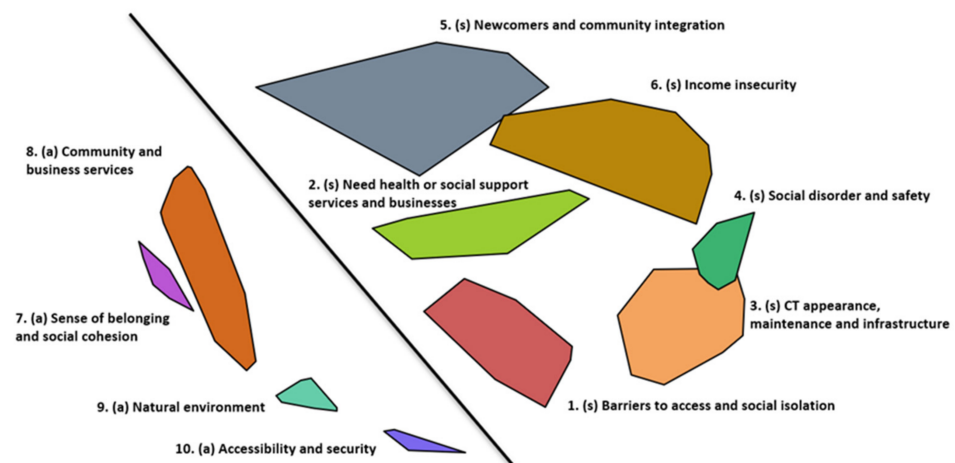 5. (s) Newcomers and community integration
6. (s) Income insecurity
8. (a) Community and
business services
2. (s) Need health or social support
services and businesses
4. (s) Social disorder and safety
7. (a) Sense of belonging
and social cohesion
3. (s) CT appearance,
maintenance and infrastructure
9. (a) Natural environment
1. (s) Barriers to access and social isolation
10. (a) Accessibility and security